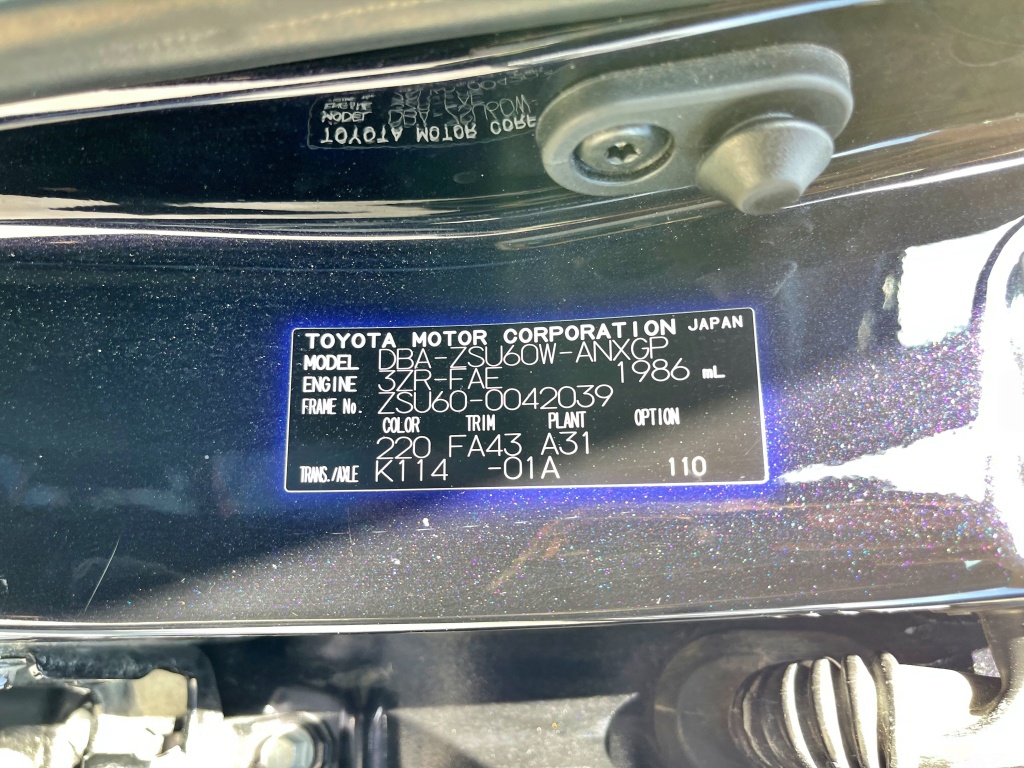 TOYOTA MOTOR CORPORATION JAPAN
MODEL DBA-ZSU60W-ANXGP
ENGINE 3ZR-FAE 1986 mL
FRAME No. ZSU60-0042039
COLOR TRIM PLANT OPTION
220 FA43 A31
TRANS./AXLE K114 -01A 110